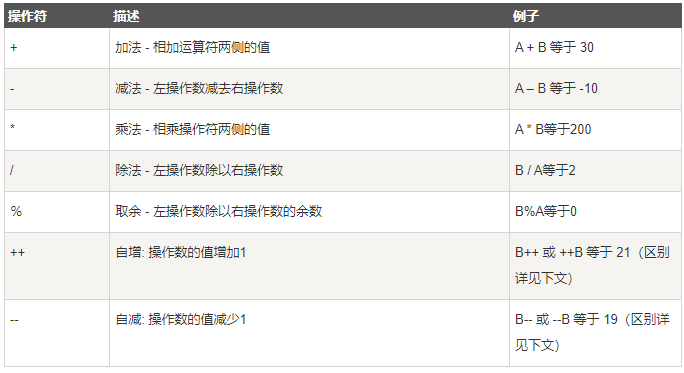 操作符 描述 例子
+ 加法 - 相加运算符两侧的值 A + B 等于 30
- 减法 - 左操作数减去右操作数 A – B 等于 -10
* 乘法 - 相乘操作符两侧的值 A * B等于200
/ 除法 - 左操作数除以右操作数 B / A等于2
% 取余 - 左操作数除以右操作数的余数 B%A等于0
++ 自增: 操作数的值增加1 B++ 或 ++B 等于 21（区别
详见下文）
-- 自减: 操作数的值减少1 B-- 或 --B 等于 19（区别详
见下文）